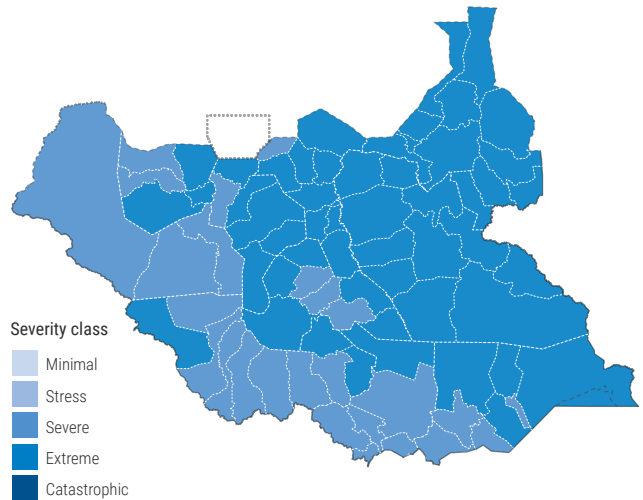 Severity class
Minimal
Stress
Severe
Extreme
Catastrophic